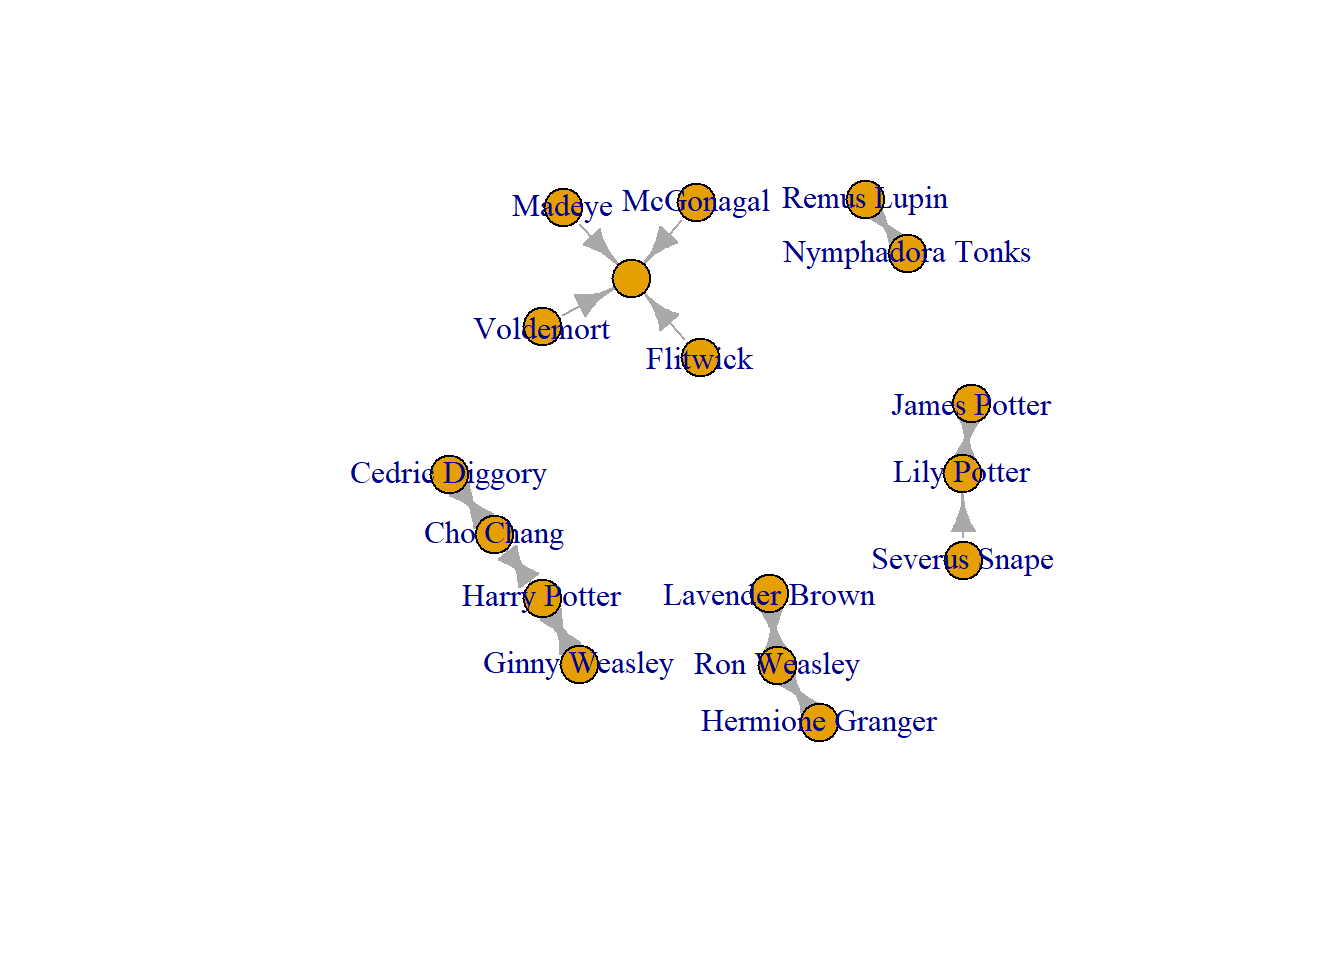 Madeye
McGonagal
Remus Lupin
Nymphadora Tonks
Voldemort
Flitwick
James Potter
Cedric Diggory
Lily Potter
Cho Chang
Severus Snape
Harry Potter
Lavender Brown
Ginny Weasley
Ron Weasley
Hermione Granger